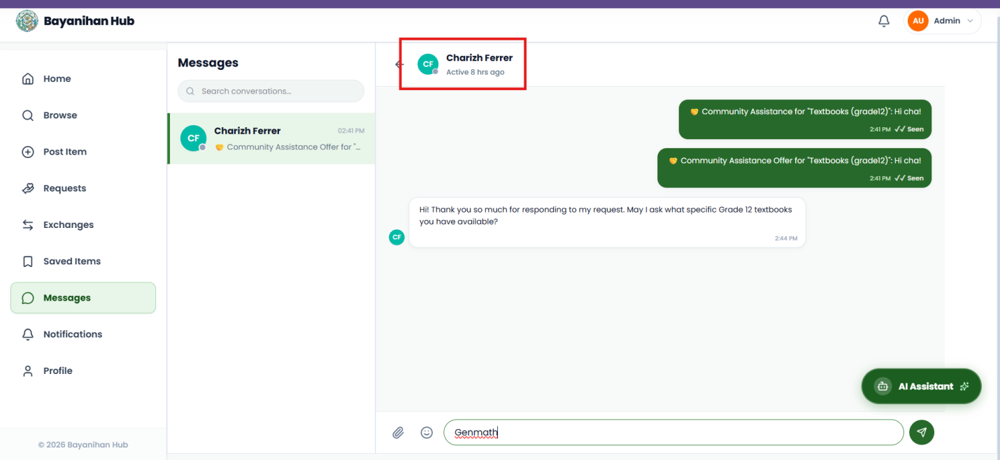 Bayanihan Hub
AU Admin
Home
Browse
Post Item
Requests
Exchanges
Saved Items
Messages
Notifications
Profile
© 2026 Bayanihan Hub
Messages
Search conversations...
CF
Charizh Ferrer 02:41 PM
🤝 Community Assistance Offer for "...
CF
Charizh Ferrer
Active 8 hrs ago
🤝 Community Assistance for "Textbooks (grade12)": Hi cha!
2:41 PM ✓✓ Seen
🤝 Community Assistance Offer for "Textbooks (grade12)": Hi cha!
2:41 PM ✓✓ Seen
Hi! Thank you so much for responding to my request. May I ask what specific Grade 12 textbooks
you have available?
CF
2:44 PM
AI Assistant
Genmath